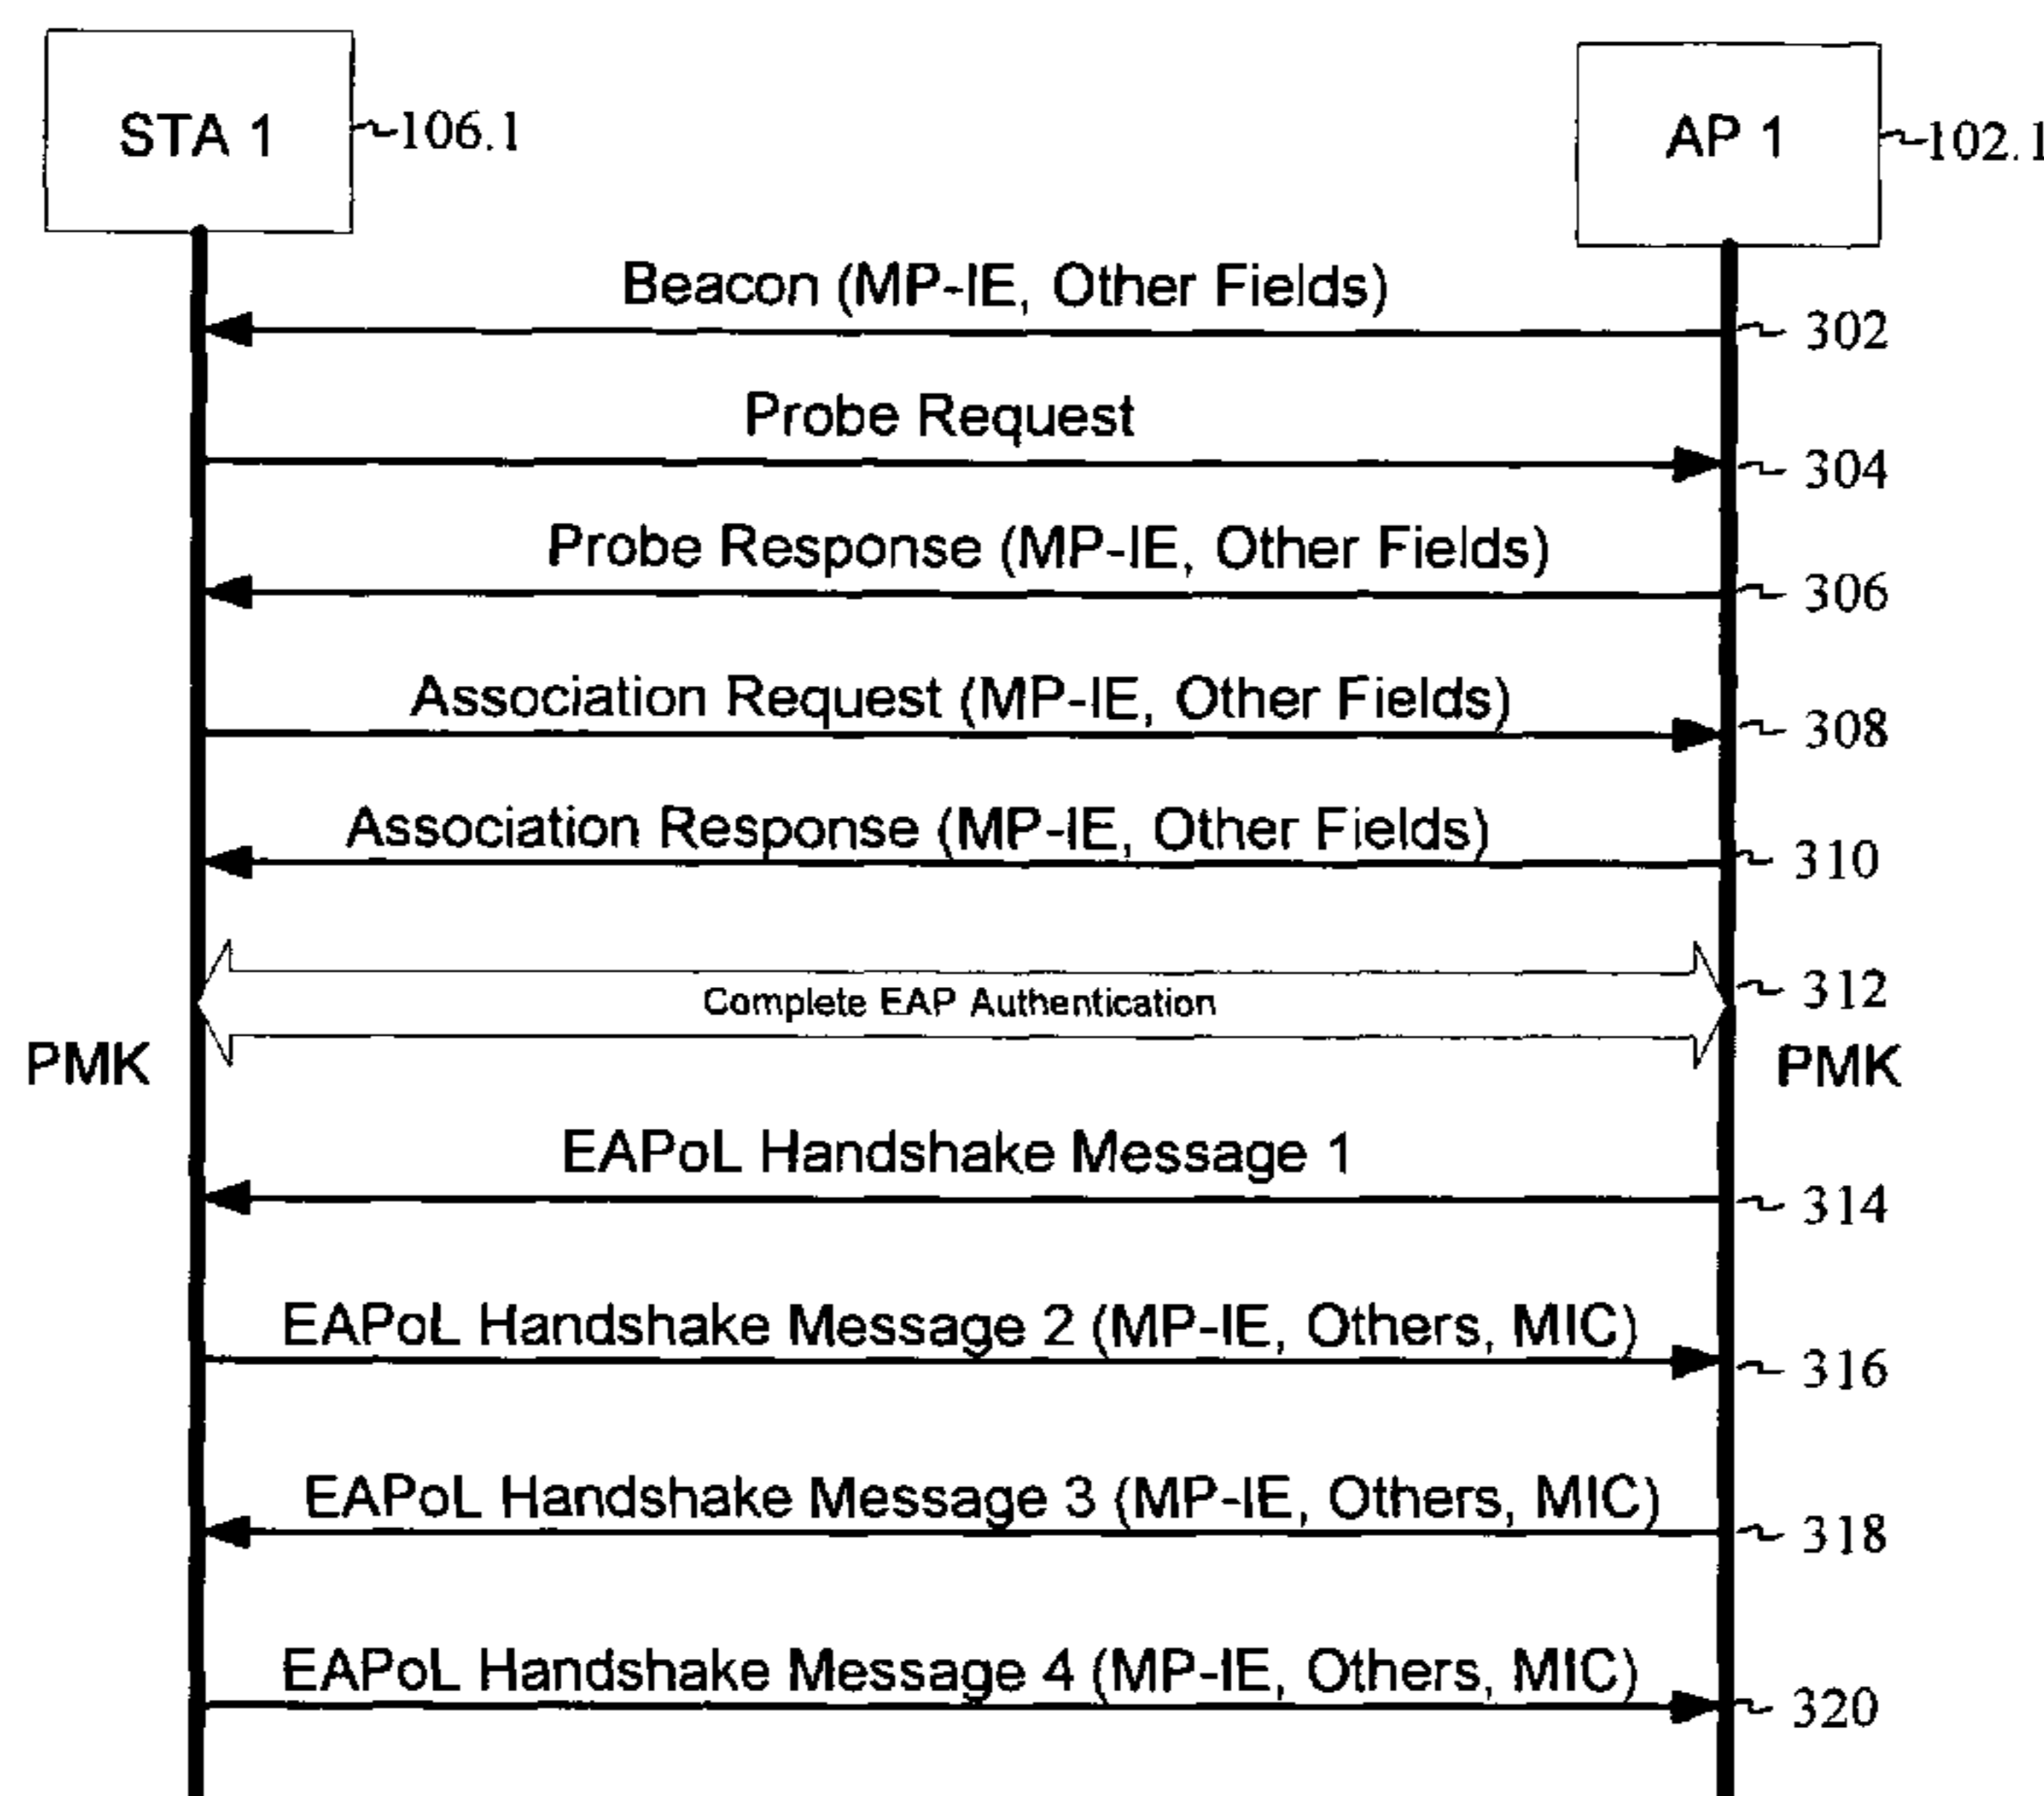 STA 1
106.1
AP 1
102.1
Beacon (MP-IE, Other Fields)
302
Probe Request
304
Probe Response (MP-IE, Other Fields)
306
Association Request (MP-IE, Other Fields)
308
Association Response (MP-IE, Other Fields)
310
Complete EAP Authentication
312
PMK
PMK
EAPoL Handshake Message 1
314
EAPoL Handshake Message 2 (MP-IE, Others, MIC)
316
EAPoL Handshake Message 3 (MP-IE, Others, MIC)
318
EAPoL Handshake Message 4 (MP-IE, Others, MIC)
320